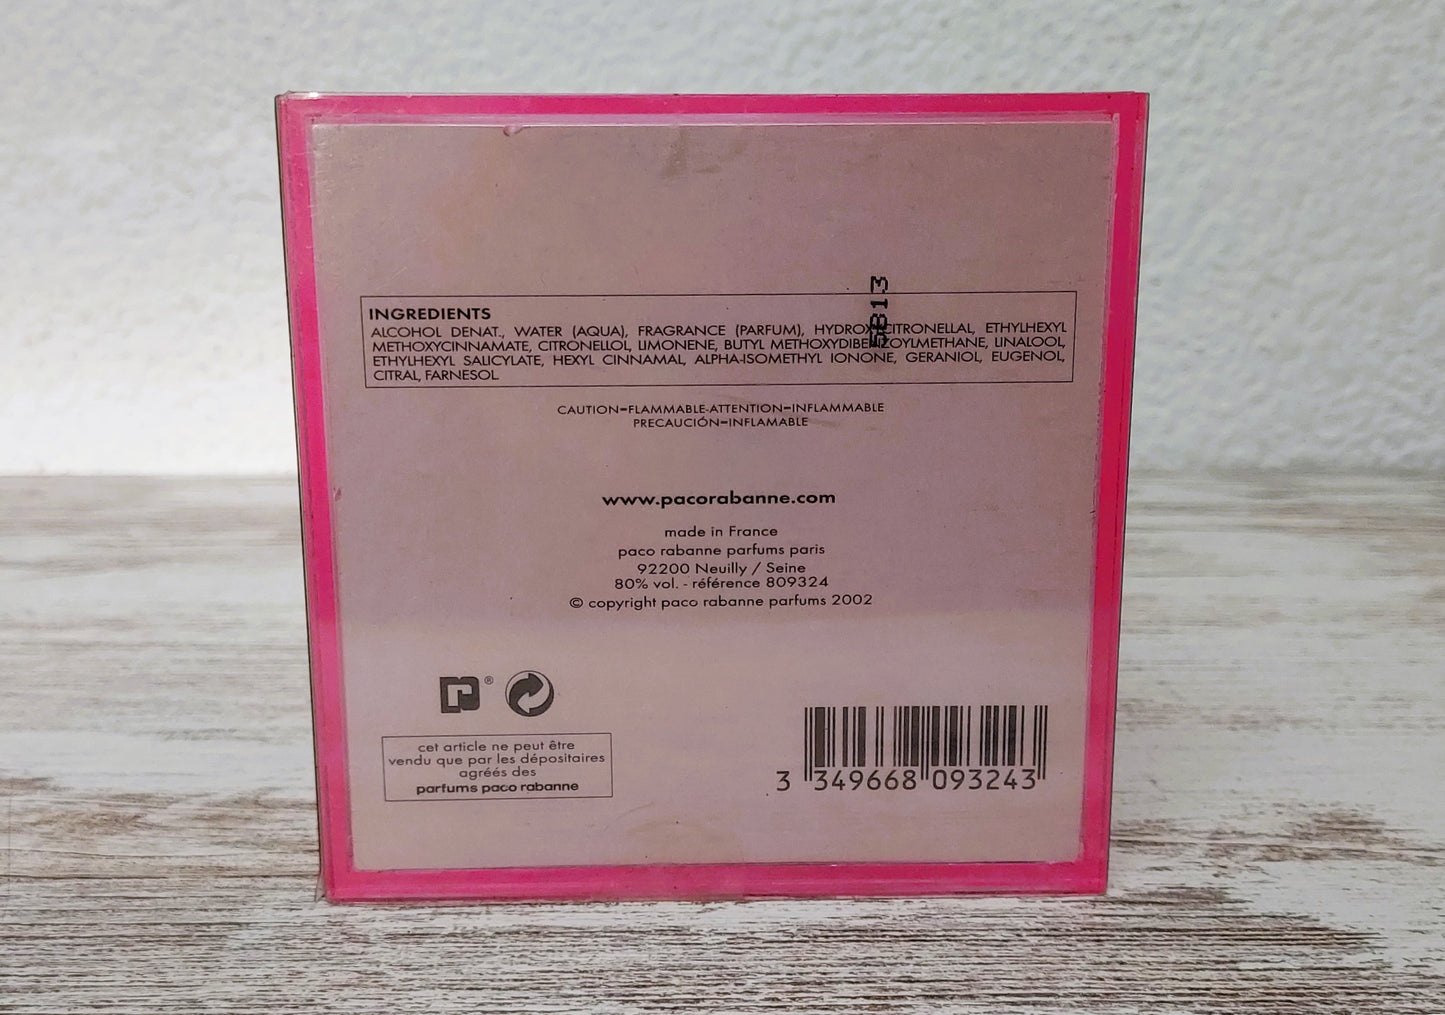 5B13
INGREDIENTS
ALCOHOL DENAT., WATER (AQUA), FRAGRANCE (PARFUM), HYDROXYCITRONELLAL, ETHYLHEXYL
METHOXYCINNAMATE, CITRONELLOL, LIMONENE, BUTYL METHOXYDIBENZOYLMETHANE, LINALOOL,
ETHYLHEXYL SALICYLATE, HEXYL CINNAMAL, ALPHA-ISOMETHYL IONONE, GERANIOL, EUGENOL,
CITRAL, FARNESOL
CAUTION-FLAMMABLE-ATTENTION-INFLAMMABLE
PRECAUCIÓN-INFLAMABLE
www.pacorabanne.com
made in France
paco rabanne parfums paris
92200 Neuilly / Seine
80% vol. - référence 809324
© copyright paco rabanne parfums 2002
®
cet article ne peut être
vendu que par les dépositaires
agréés des
parfums paco rabanne
3 349668 093243